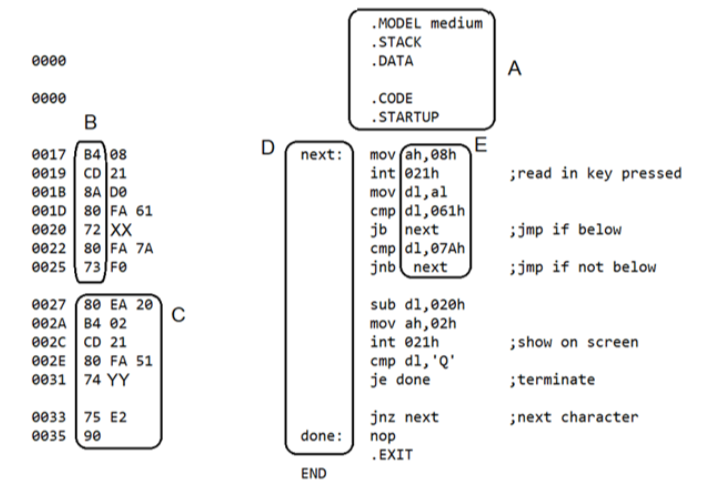 .MODEL medium
.STACK
0000 .DATA
A
0000 .CODE
.STARTUP
B
D E
0017 B4 08 next: mov ah,08h
0019 CD 21 int 021h ;read in key pressed
001B 8A D0 mov dl,al
001D 80 FA 61 cmp dl,061h
0020 72 XX jb next ;jmp if below
0022 80 FA 7A cmp dl,07Ah
0025 73 F0 jnb next ;jmp if not below
0027 80 EA 20 sub dl,020h
C
002A B4 02 mov ah,02h
002C CD 21 int 021h ;show on screen
002E 80 FA 51 cmp dl,'Q'
0031 74 YY je done ;terminate
0033 75 E2 jnz next ;next character
0035 90 done: nop
.EXIT
END